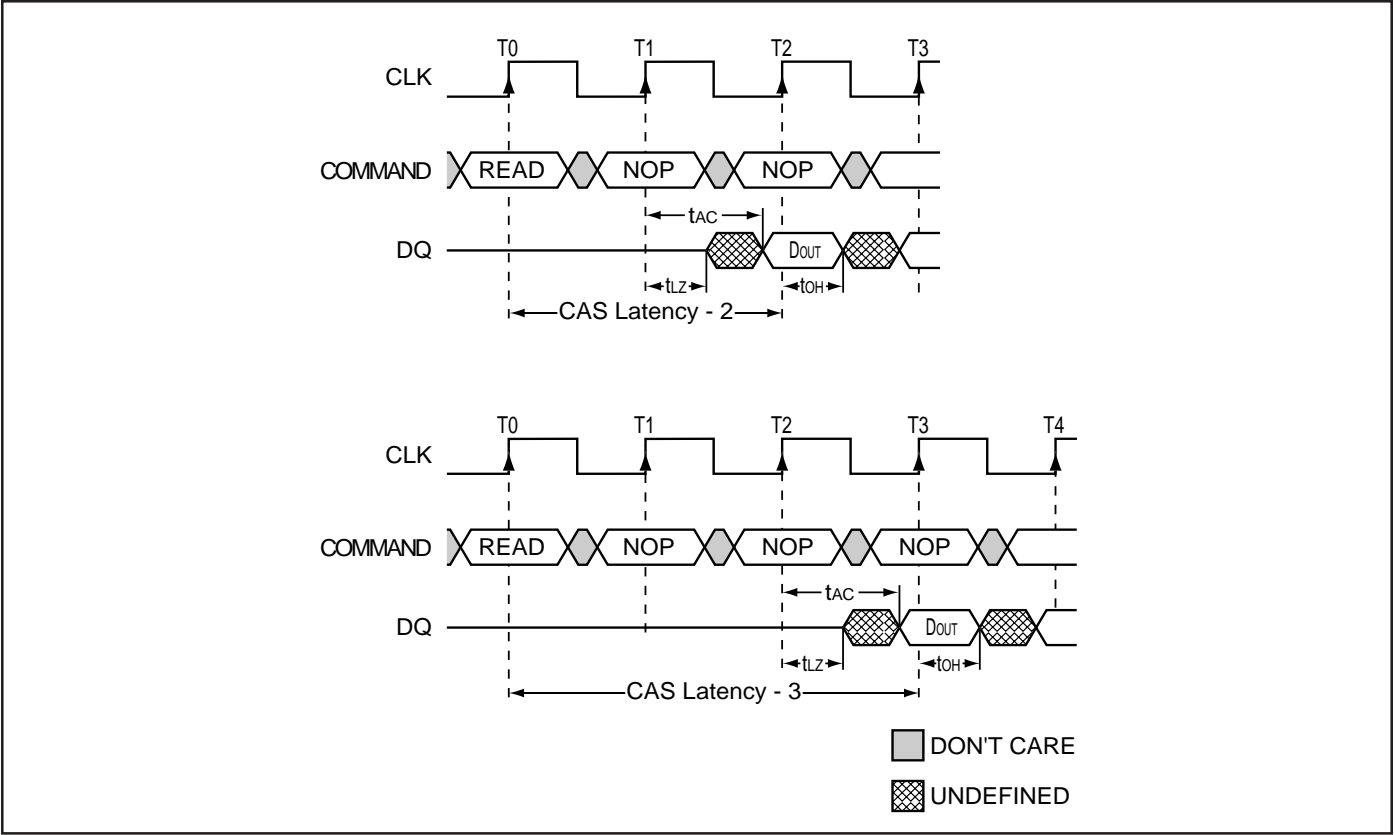 T0 T1 T2 T3
CLK
COMMAND READ NOP NOP
tAC
DQ DOUT
tLZ tOH
CAS Latency - 2
T0 T1 T2 T3 T4
CLK
COMMAND READ NOP NOP NOP
tAC
DQ DOUT
tLZ tOH
CAS Latency - 3
DON'T CARE
UNDEFINED